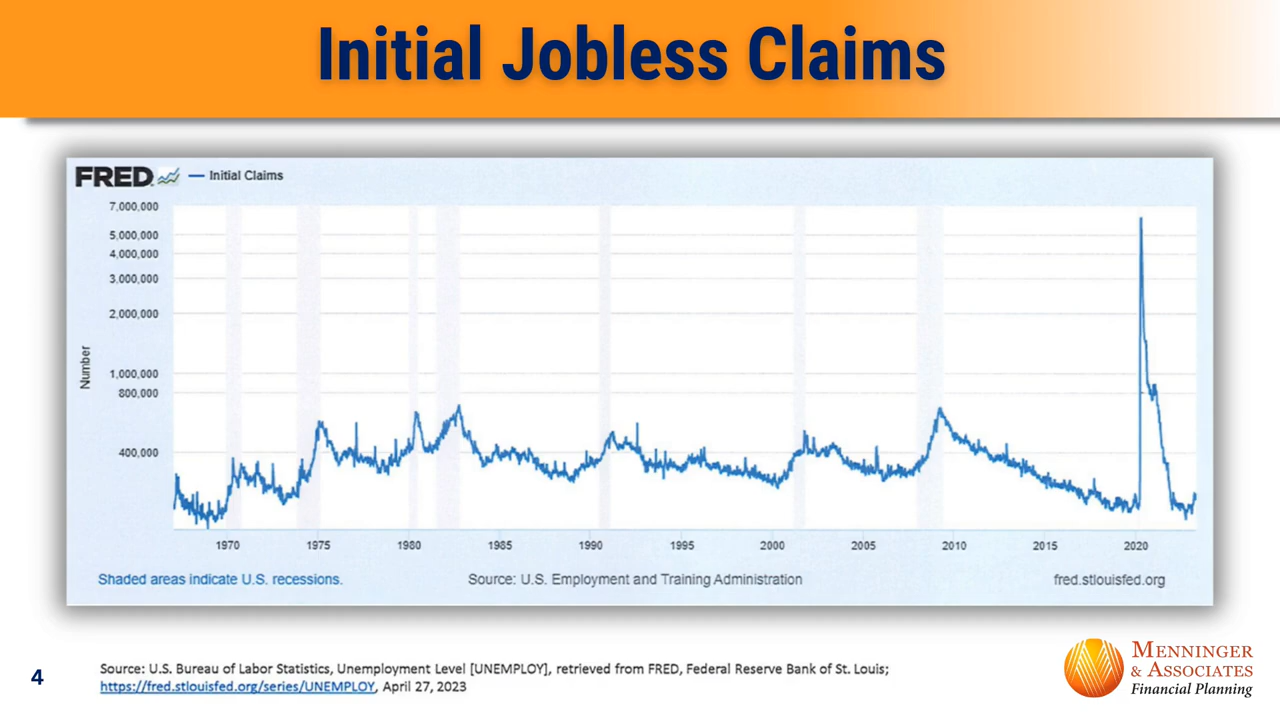 Initial Jobless Claims
FRED Initial Claims
7,000,000
5,000,000
4,000,000
3,000,000
2,000,000
1,000,000
800,000
400,000
Number
1970 1975 1980 1985 1990 1995 2000 2005 2010 2015 2020
Shaded areas indicate U.S. recessions. Source: U.S. Employment and Training Administration fred.stlouisfed.org
4
Source: U.S. Bureau of Labor Statistics, Unemployment Level [UNEMPLOY], retrieved from FRED, Federal Reserve Bank of St. Louis;
https://fred.stlouisfed.org/series/UNEMPLOY, April 27, 2023
MENNINGER
& ASSOCIATES
Financial Planning